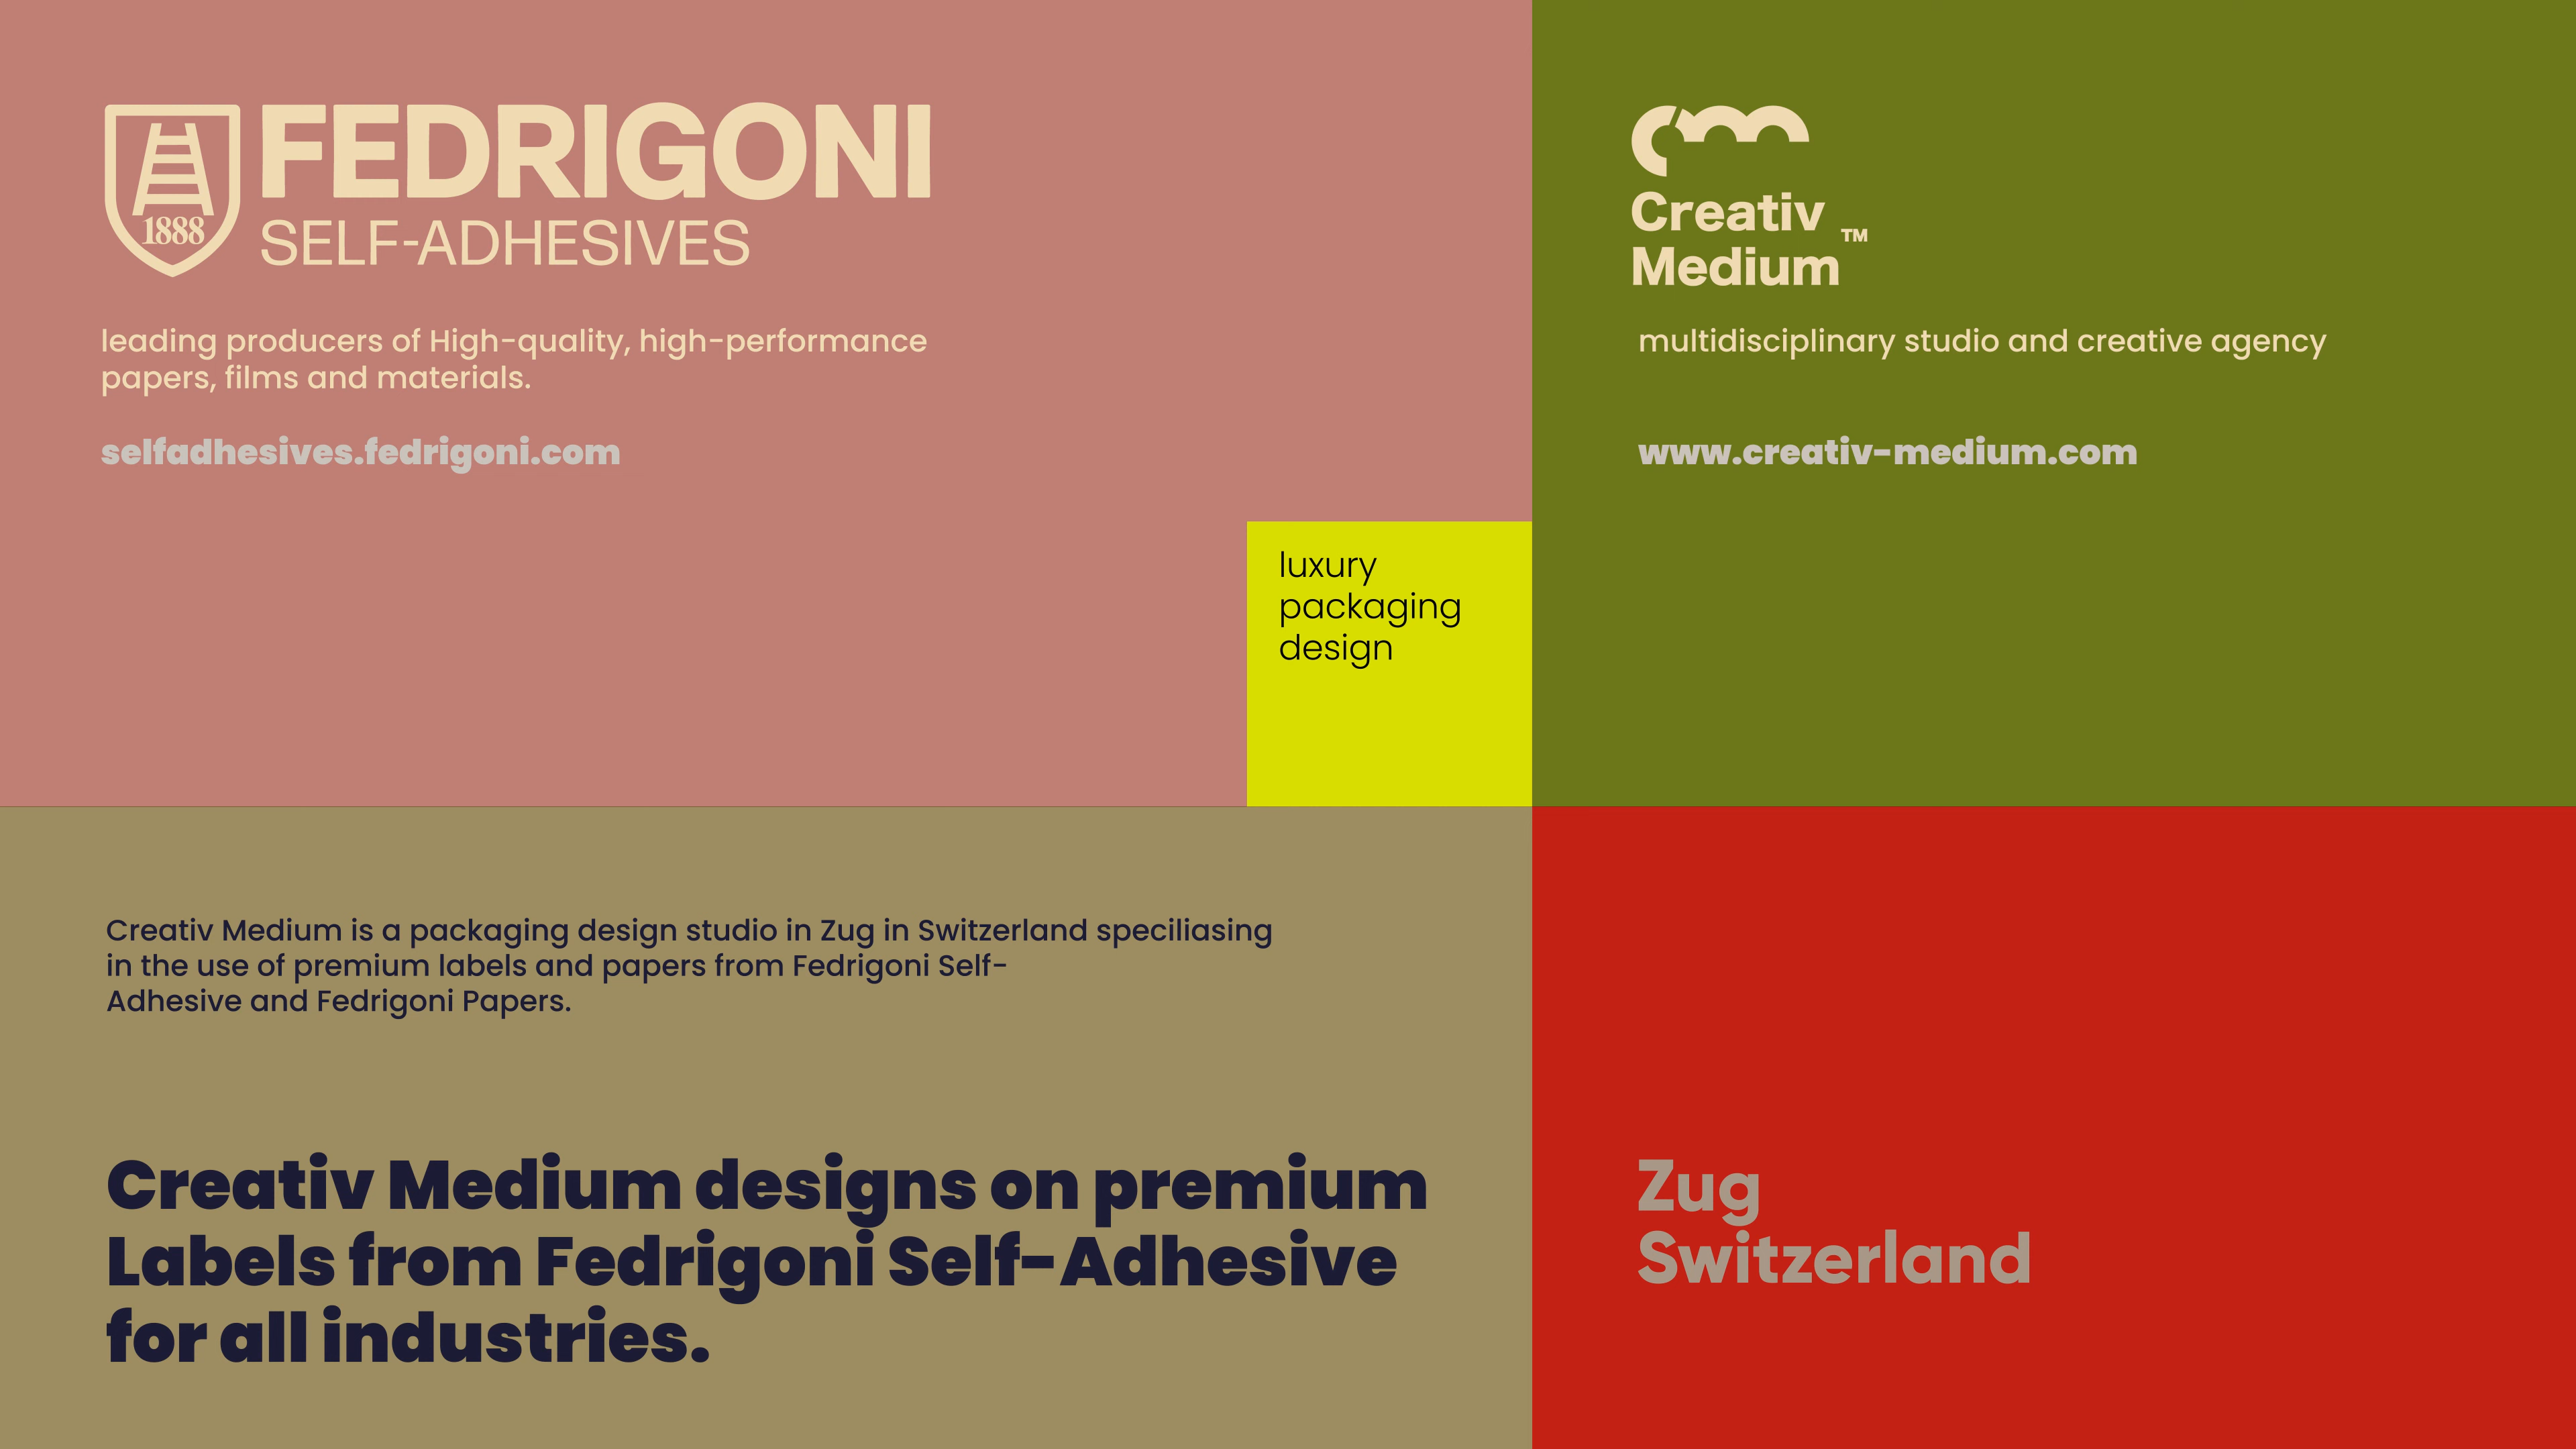 FEDRIGONI
SELF-ADHESIVES
1888
leading producers of High-quality, high-performance
papers, films and materials.
selfadhesives.fedrigoni.com
cm
Creativ
Medium ™
multidisciplinary studio and creative agency
www.creativ-medium.com
luxury
packaging
design
Creativ Medium is a packaging design studio in Zug in Switzerland speciliasing
in the use of premium labels and papers from Fedrigoni Self-
Adhesive and Fedrigoni Papers.
Creativ Medium designs on premium
Labels from Fedrigoni Self-Adhesive
for all industries.
Zug
Switzerland